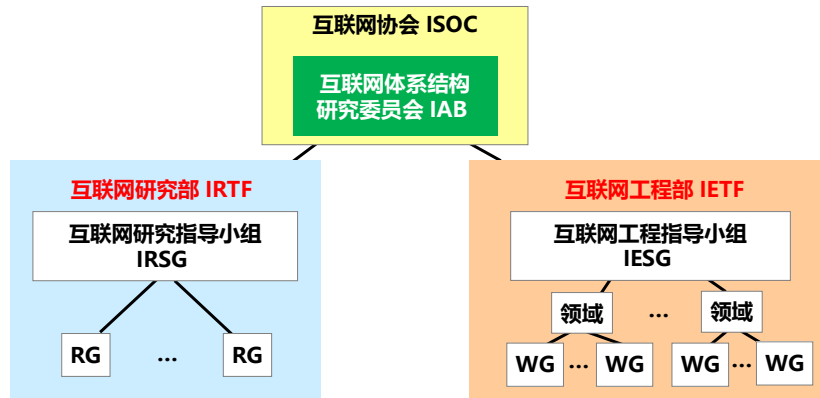 互联网协会 ISOC
互联网体系结构
研究委员会 IAB
互联网研究部 IRTF
互联网工程部 IETF
互联网研究指导小组
IRSG
互联网工程指导小组
IESG
领域 … 领域
RG … RG
WG … WG WG … WG